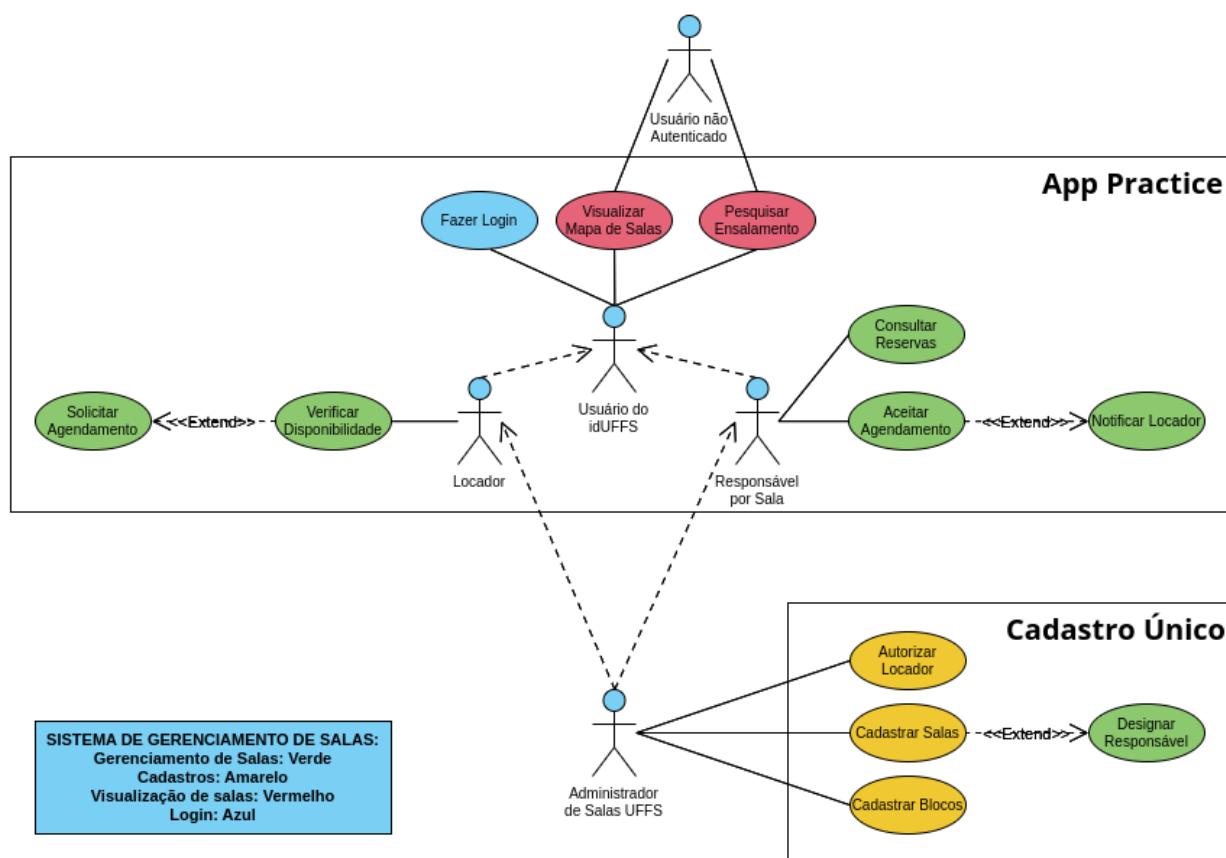 Usuário não
Autenticado
App Practice
Fazer Login
Visualizar
Mapa de Salas
Pesquisar
Ensalamento
Consultar
Reservas
Solicitar
Agendamento
<<Extend>>
Verificar
Disponibilidade
Locador
Usuário do
idUFFS
Responsável
por Sala
Aceitar
Agendamento
<<Extend>>
Notificar Locador
Cadastro Único
Autorizar
Locador
Cadastrar Salas
<<Extend>>
Designar
Responsável
Cadastrar Blocos
Administrador
de Salas UFFS
SISTEMA DE GERENCIAMENTO DE SALAS:
Gerenciamento de Salas: Verde
Cadastros: Amarelo
Visualização de salas: Vermelho
Login: Azul